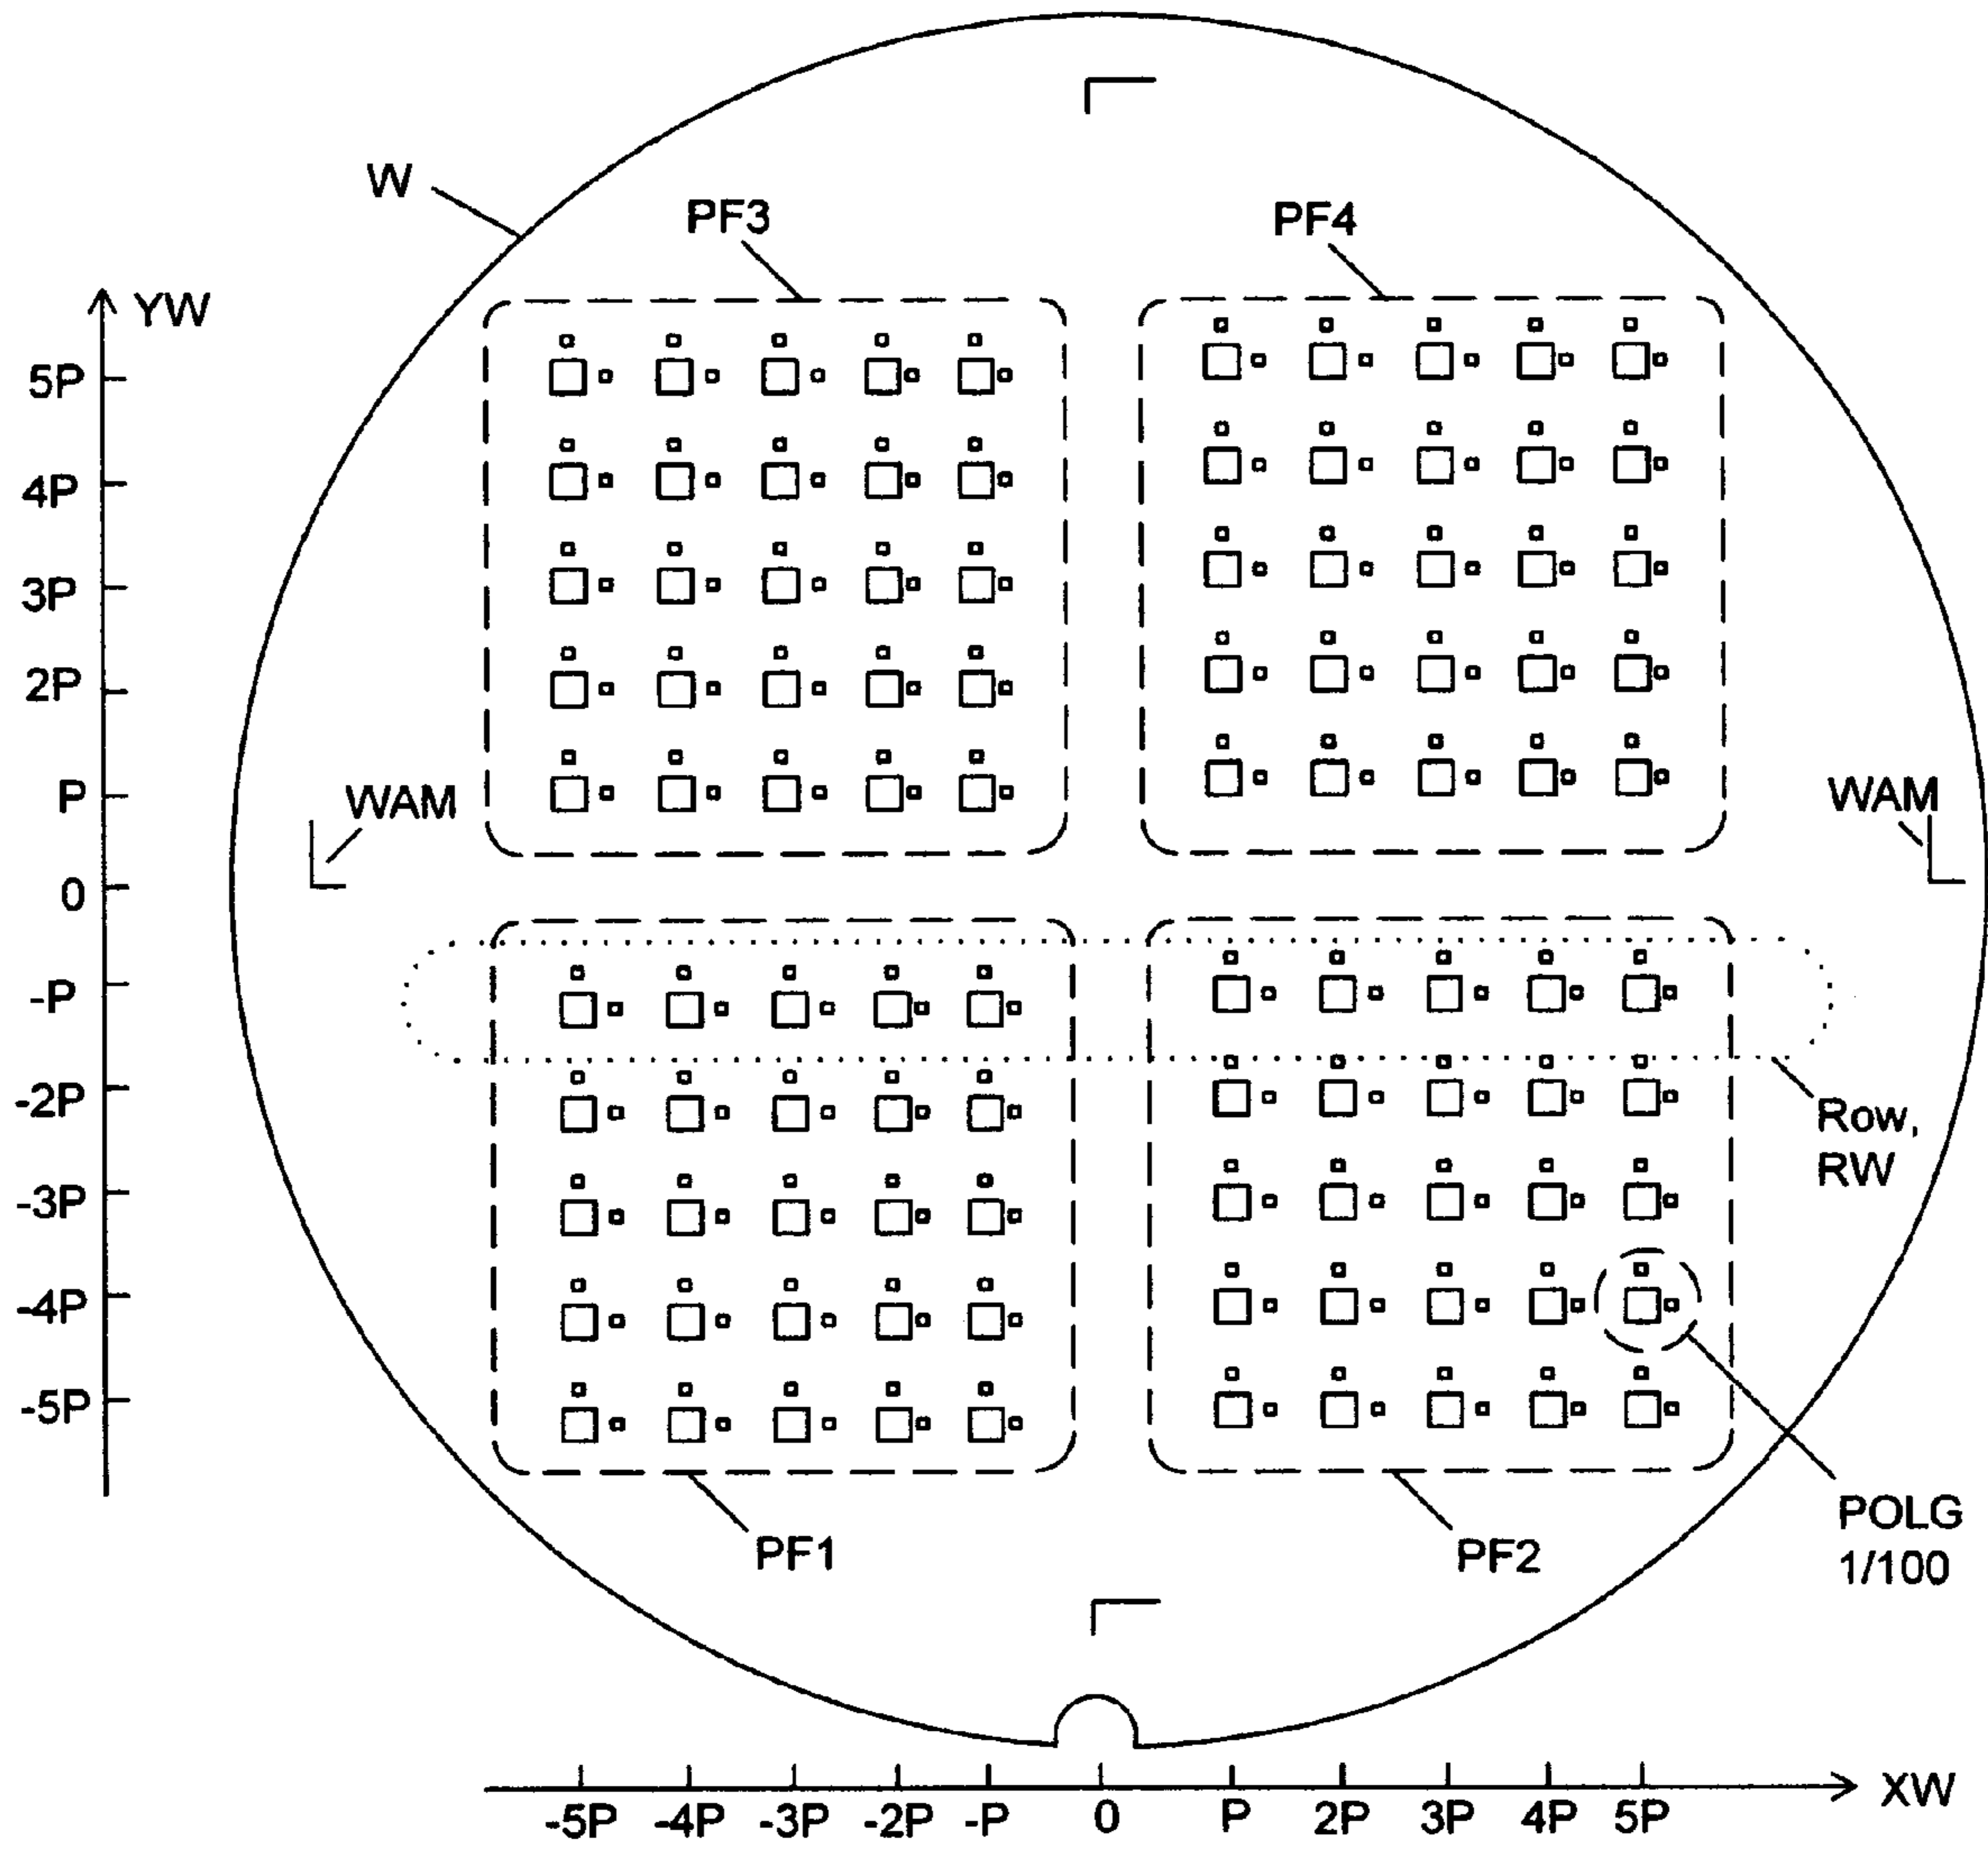 W
PF3
PF4
YW
5P
4P
3P
2P
P
WAM
WAM
0
-P
-2P
Row,
RW
-3P
-4P
-5P
POLG
1/100
PF1
PF2
-5P -4P -3P -2P -P 0 P 2P 3P 4P 5P
XW